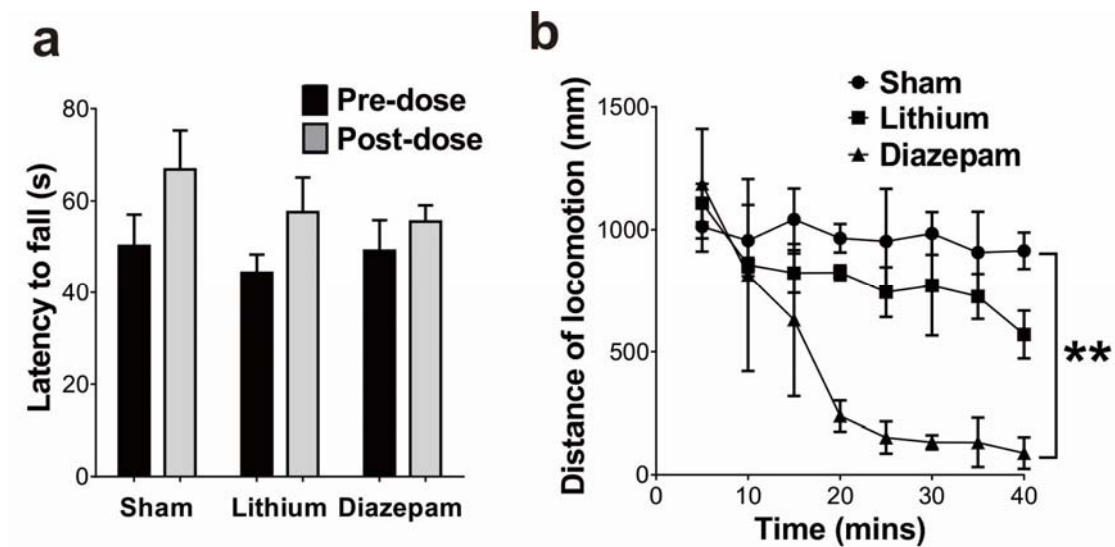 a
Pre-dose
Post-dose
Latency to fall (s)
80
60
40
20
0
Sham
Lithium
Diazepam
b
Sham
Lithium
Diazepam
Distance of locomotion (mm)
1500
1000
500
0
**
0 10 20 30 40
Time (mins)